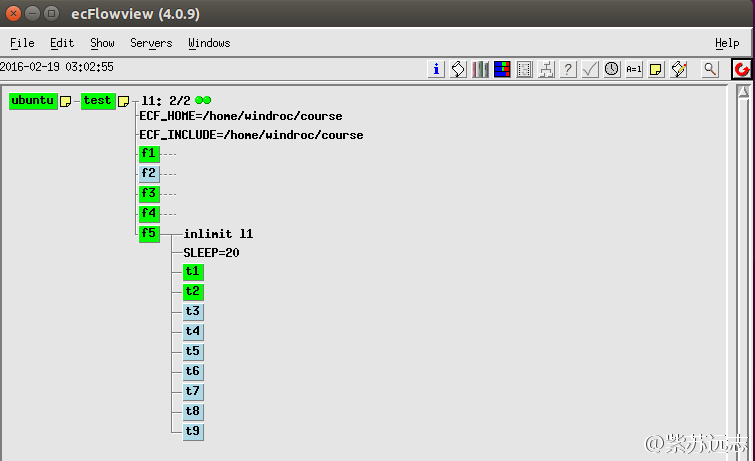 ecFlowview (4.0.9)
File Edit Show Servers Windows Help
2016-02-19 03:02:55 i ? A=1
ubuntu test l1: 2/2
ECF_HOME=/home/windroc/course
ECF_INCLUDE=/home/windroc/course
f1
f2
f3
f4
f5 inlimit l1
SLEEP=20
t1
t2
t3
t4
t5
t6
t7
t8
t9
@紫苏远志